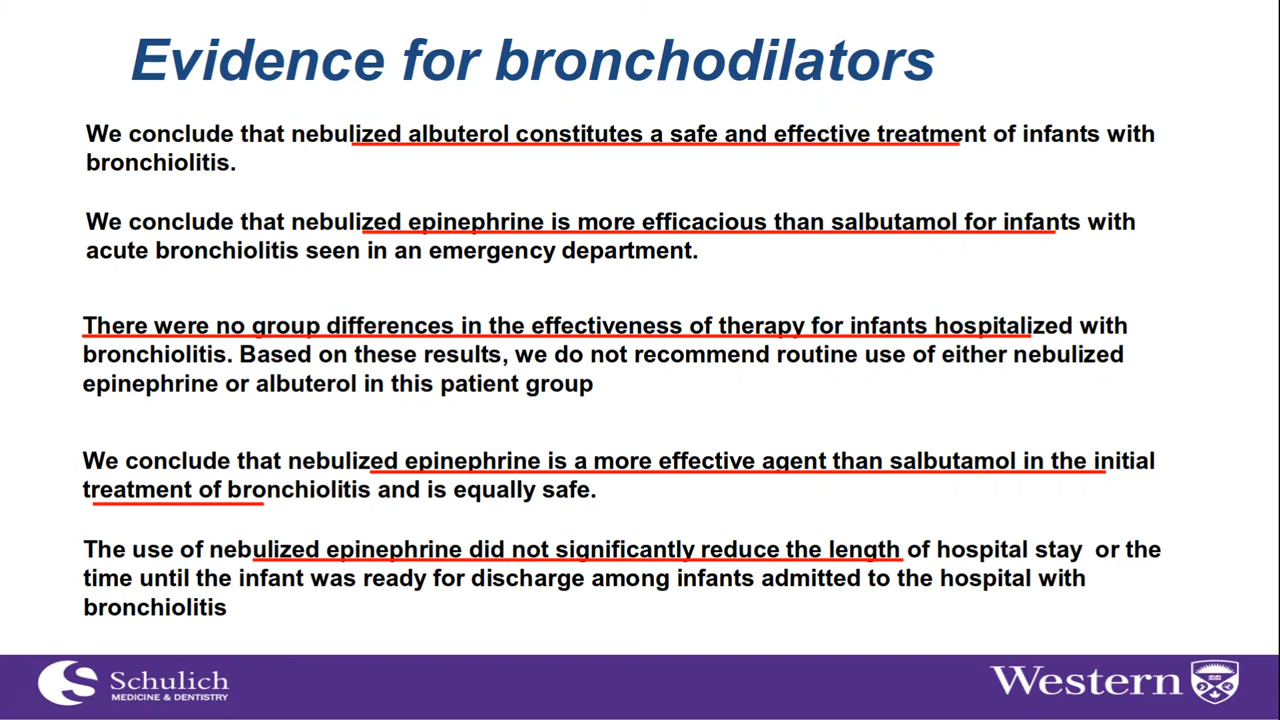 Evidence for bronchodilators
We conclude that nebulized albuterol constitutes a safe and effective treatment of infants with
bronchiolitis.
We conclude that nebulized epinephrine is more efficacious than salbutamol for infants with
acute bronchiolitis seen in an emergency department.
There were no group differences in the effectiveness of therapy for infants hospitalized with
bronchiolitis. Based on these results, we do not recommend routine use of either nebulized
epinephrine or albuterol in this patient group
We conclude that nebulized epinephrine is a more effective agent than salbutamol in the initial
treatment of bronchiolitis and is equally safe.
The use of nebulized epinephrine did not significantly reduce the length of hospital stay or the
time until the infant was ready for discharge among infants admitted to the hospital with
bronchiolitis
Schulich
MEDICINE & DENTISTRY
Western